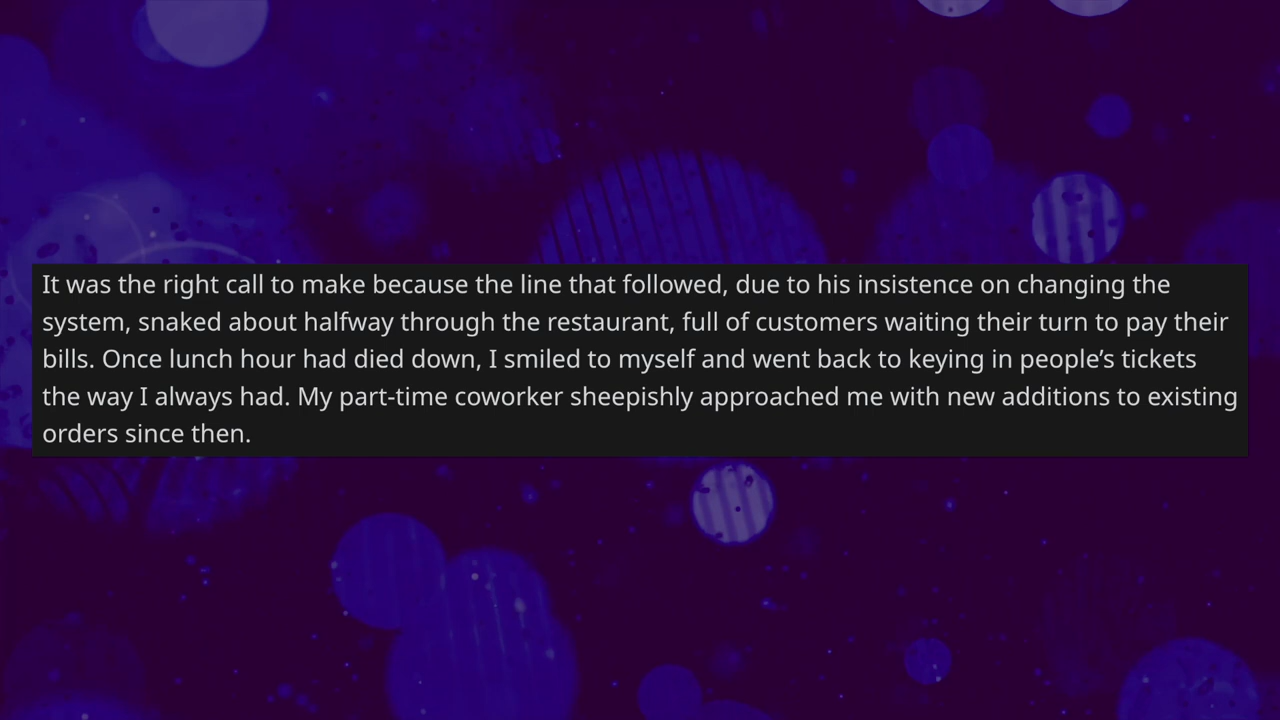 It was the right call to make because the line that followed, due to his insistence on changing the
system, snaked about halfway through the restaurant, full of customers waiting their turn to pay their
bills. Once lunch hour had died down, I smiled to myself and went back to keying in people’s tickets
the way I always had. My part-time coworker sheepishly approached me with new additions to existing
orders since then.